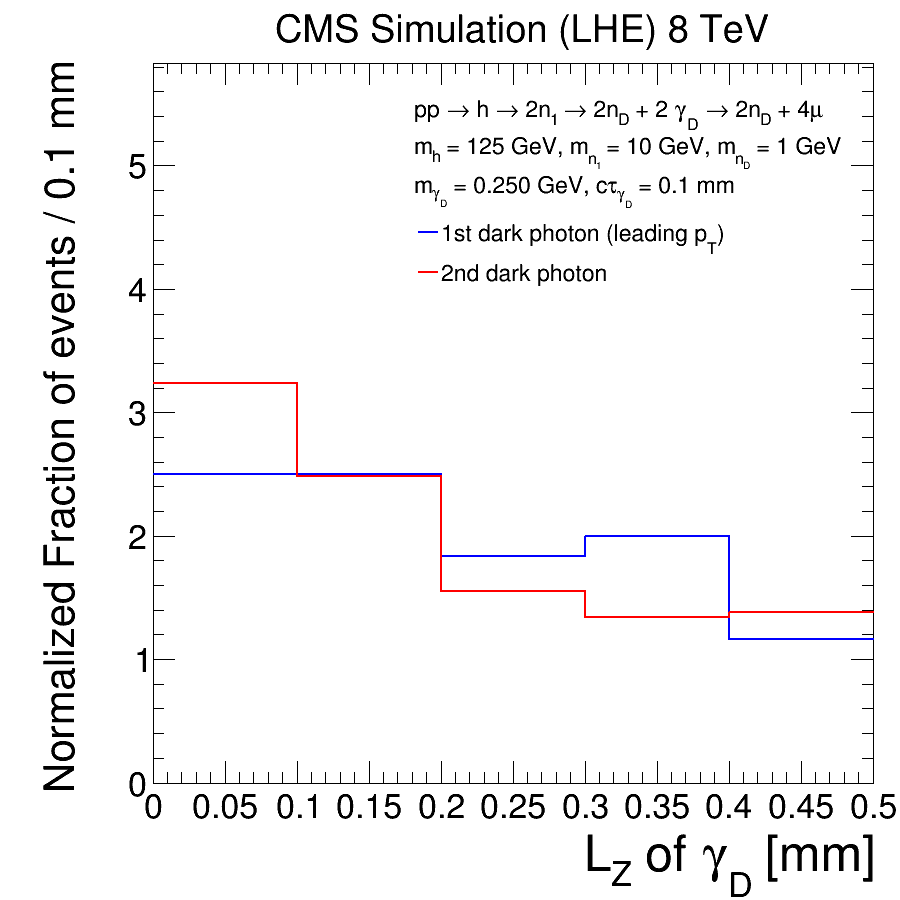 CMS Simulation (LHE) 8 TeV
pp → h → 2n1 → 2nD + 2 γD → 2nD + 4μ
mh = 125 GeV, mn1 = 10 GeV, mnD = 1 GeV
mγD = 0.250 GeV, cτγD = 0.1 mm
1st dark photon (leading pT)
2nd dark photon
Normalized Fraction of events / 0.1 mm
5
4
3
2
1
0
0 0.05 0.1 0.15 0.2 0.25 0.3 0.35 0.4 0.45 0.5
LZ of γD [mm]